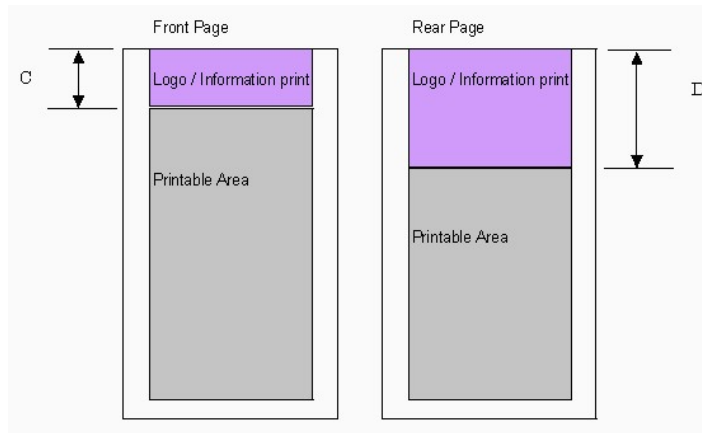 Front Page
Rear Page
C
Logo / Information print
Logo / Information print
D
Printable Area
Printable Area